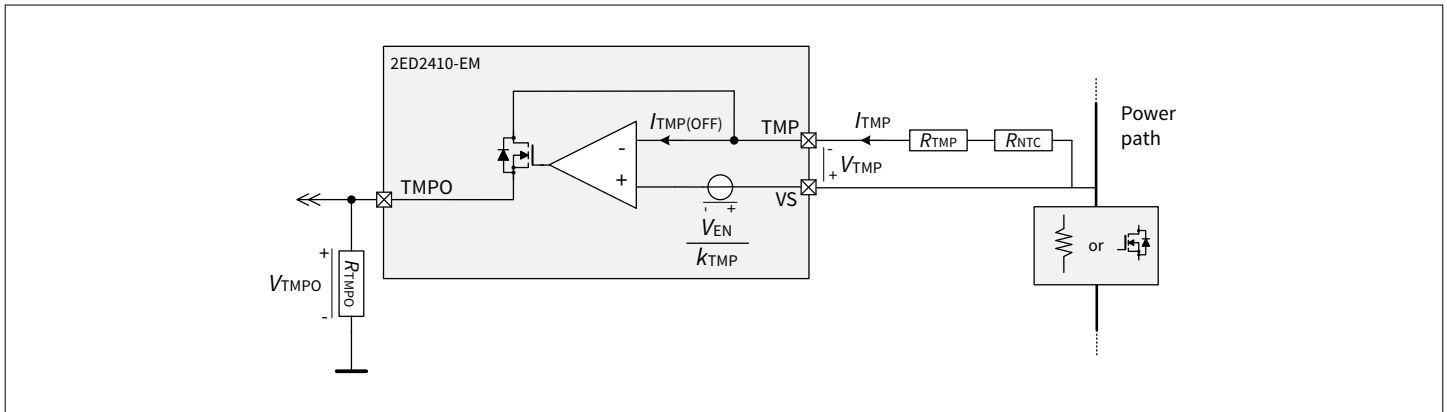 2ED2410-EM
Power
path
ITMP(OFF)
TMP
ITMP
RTMP
RNTC
-
+
-
+
VTMP
TMPO
VS
- +
VEN
kTMP
or
+
VTMPO
RTMPO
-